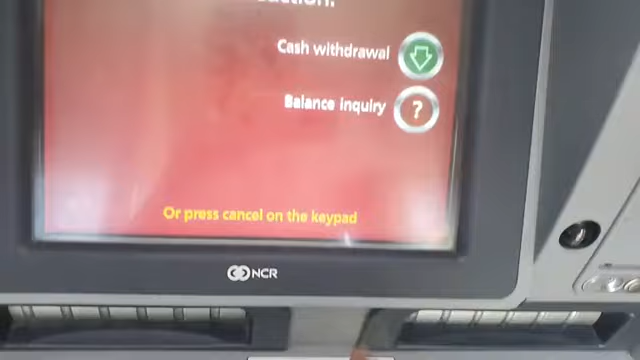 Cash withdrawal
Balance inquiry
?
Or press cancel on the keypad
NCR